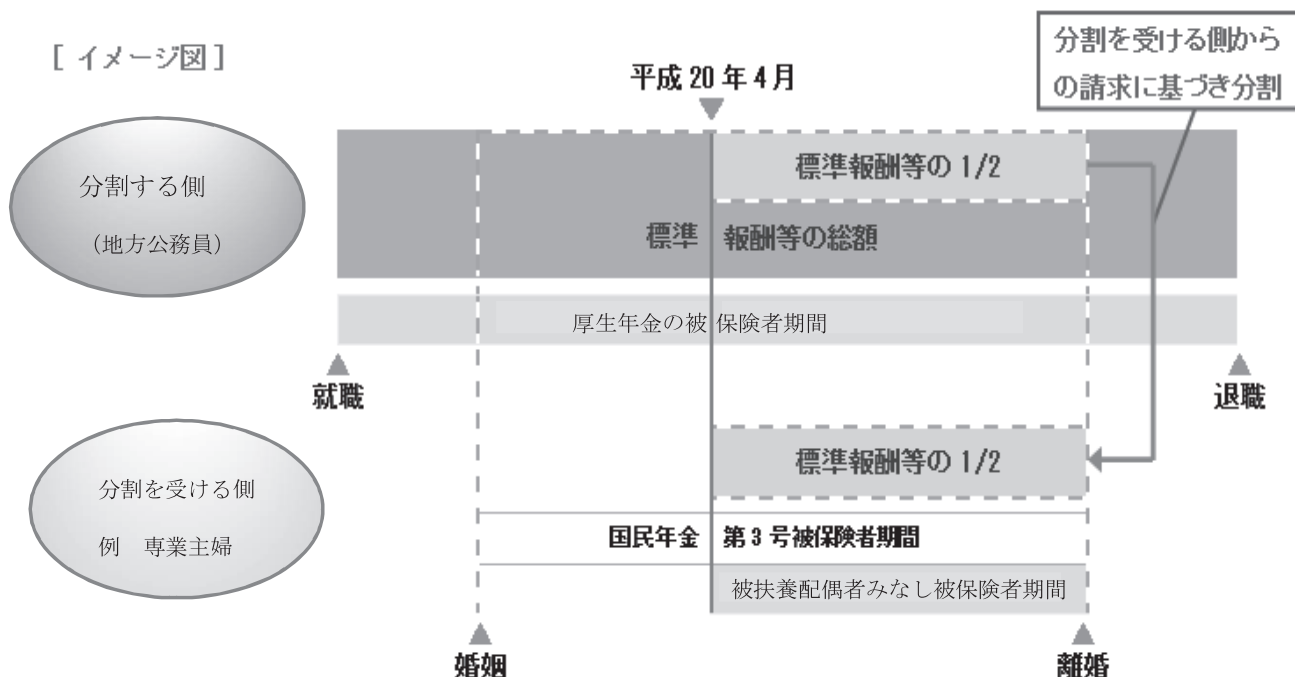 [ イメージ図 ]
平成 20 年 4 月
分割を受ける側から
の請求に基づき分割
分割する側
（地方公務員）
標準報酬等の 1/2
標準 報酬等の総額
厚生年金の被 保険者期間
就職
退職
分割を受ける側
例　専業主婦
標準報酬等の 1/2
国民年金 第 3 号被保険者期間
被扶養配偶者みなし被保険者期間
婚姻
離婚